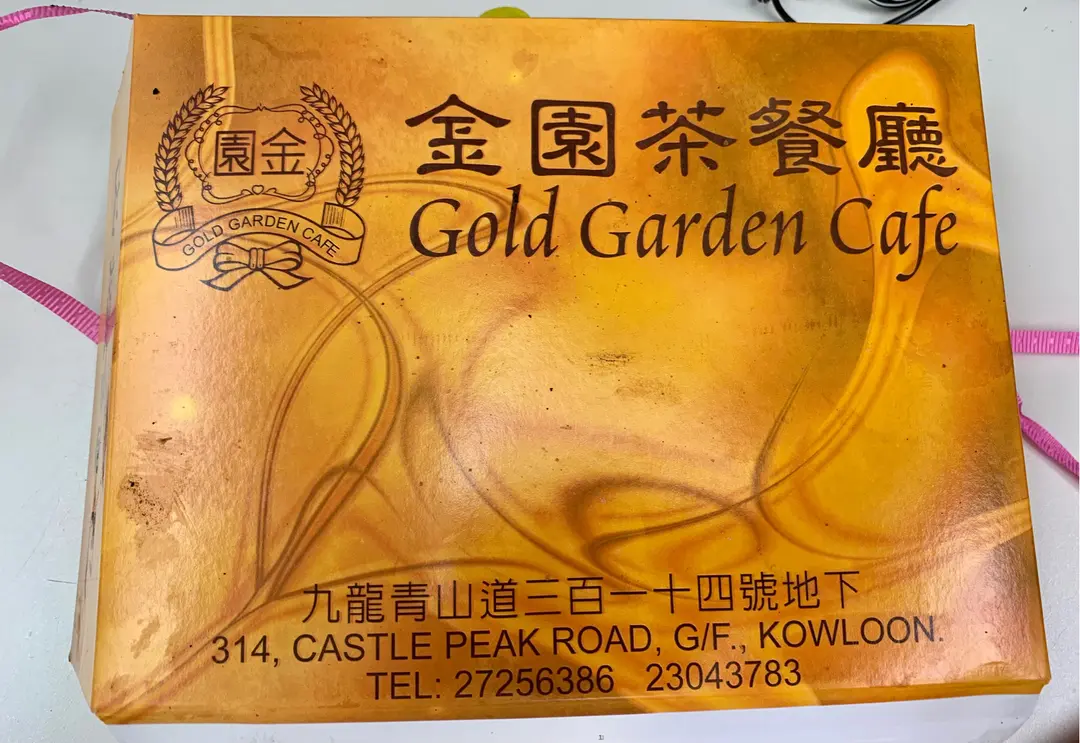 園金
GOLD GARDEN CAFE
金園茶餐廳
Gold Garden Cafe
九龍青山道三百一十四號地下
314, CASTLE PEAK ROAD, G/F., KOWLOON.
TEL: 27256386 23043783